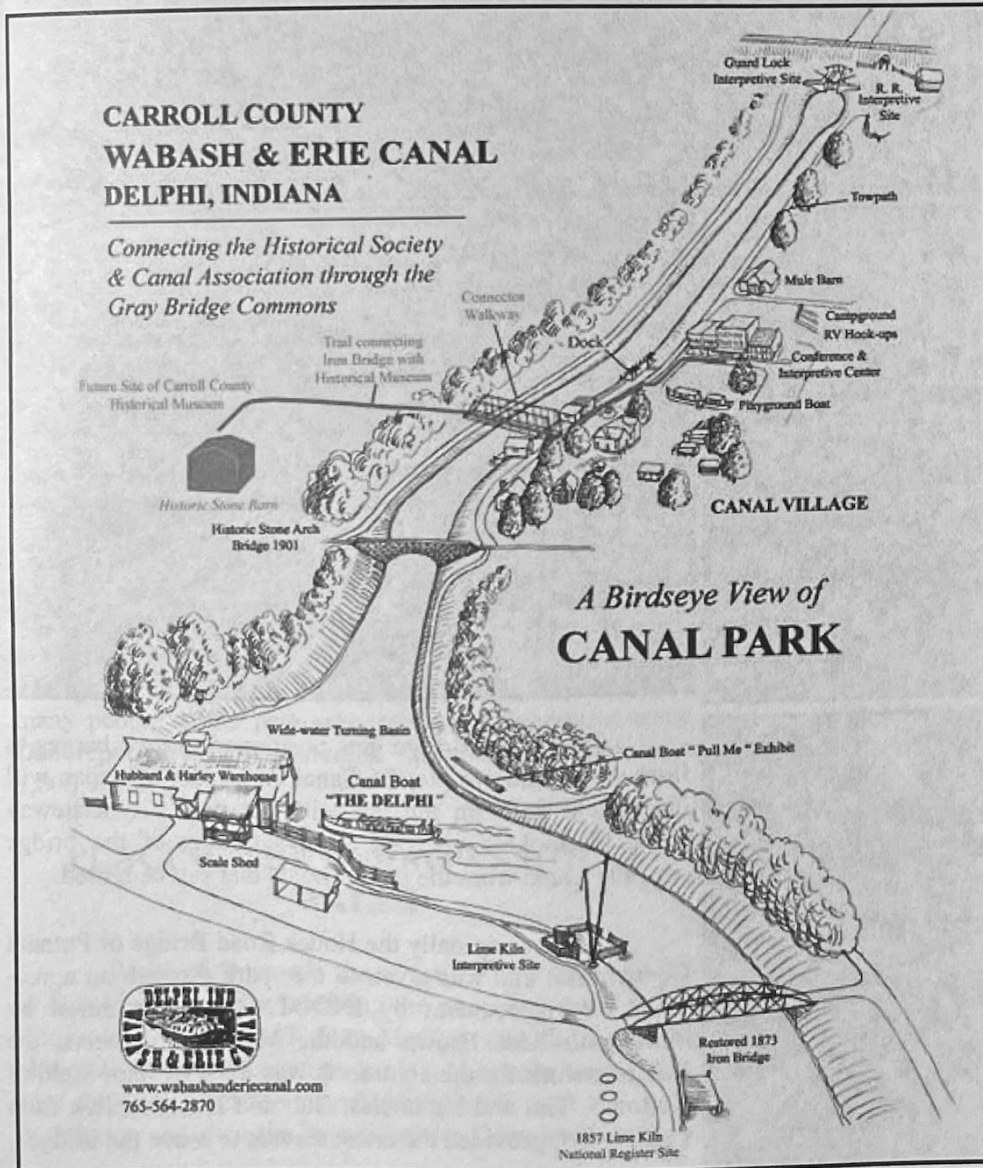 CARROLL COUNTY
WABASH & ERIE CANAL
DELPHI, INDIANA
Connecting the Historical Society
& Canal Association through the
Gray Bridge Commons
Guard Lock
Interpretive Site
R. R.
Interpretive
Site
Towpath
Mule Barn
Campground
RV Hook-ups
Conference &
Interpretive Center
Playground Boat
Connector
Walkway
Dock
Trail connecting
Iron Bridge with
Historical Museum
Future Site of Carroll County
Historical Museum
Historic Stone Barn
Historic Stone Arch
Bridge 1901
CANAL VILLAGE
A Birdseye View of
CANAL PARK
Wide-water Turning Basin
Canal Boat "Pull Me" Exhibit
Hubbard & Harley Warehouse
Canal Boat
"THE DELPHI"
Scale Shed
Lime Kiln
Interpretive Site
Restored 1873
Iron Bridge
1857 Lime Kiln
National Register Site
SH & ERIE CANAL
www.wabashanderiecanal.com
765-564-2870